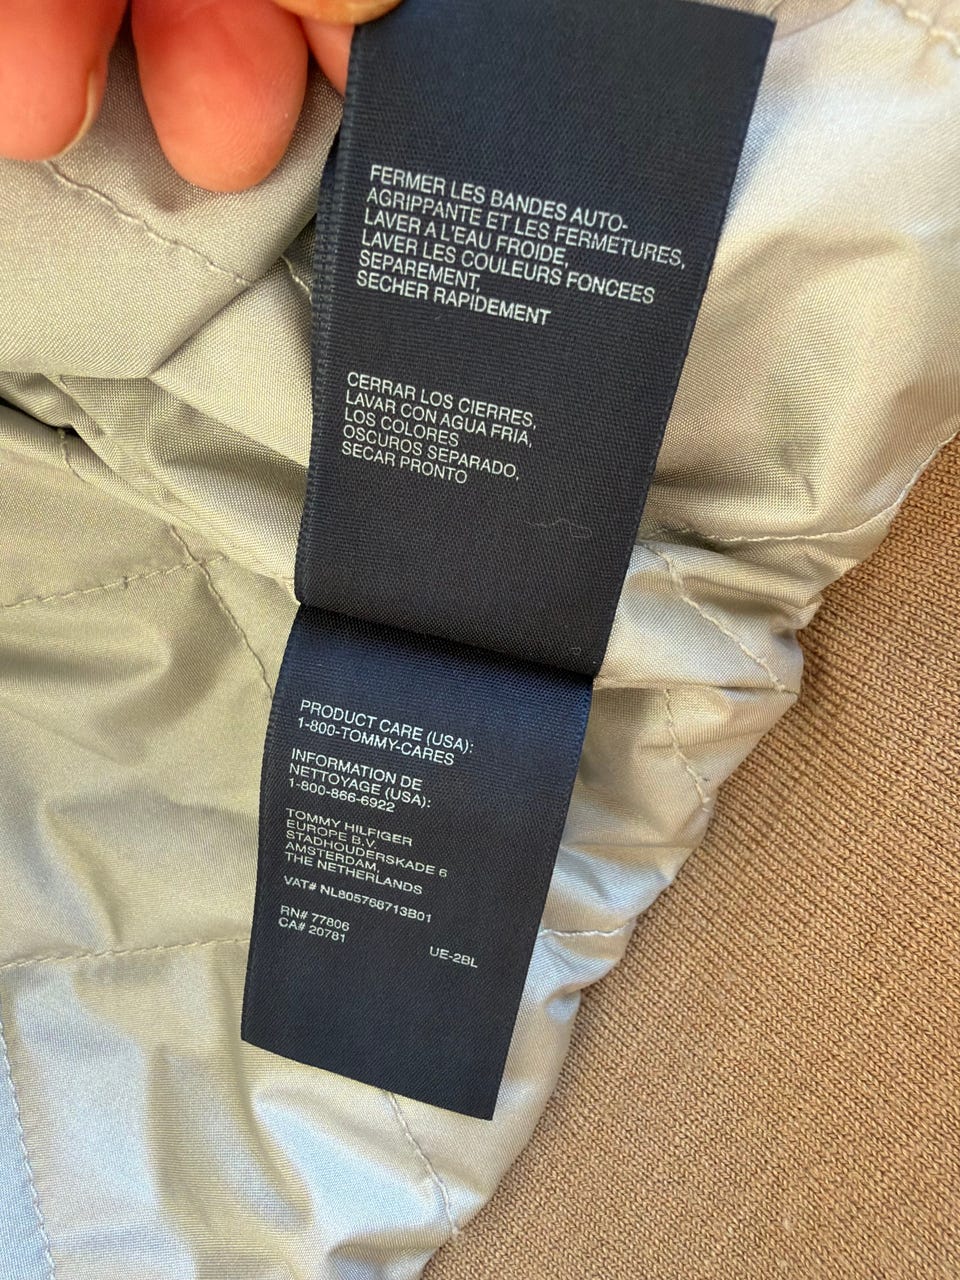 FERMER LES BANDES AUTO-
AGRIPPANTE ET LES FERMETURES,
LAVER A L'EAU FROIDE,
LAVER LES COULEURS FONCEES
SEPAREMENT,
SECHER RAPIDEMENT
CERRAR LOS CIERRES,
LAVAR CON AGUA FRIA,
LOS COLORES
OSCUROS SEPARADO,
SECAR PRONTO
PRODUCT CARE (USA):
1-800-TOMMY-CARES
INFORMATION DE
NETTOYAGE (USA):
1-800-866-6922
TOMMY HILFIGER
EUROPE B.V.
STADHOUDERSKADE 6
AMSTERDAM,
THE NETHERLANDS
VAT# NL805768713B01
RN# 77806
CA# 20781
UE-2BL